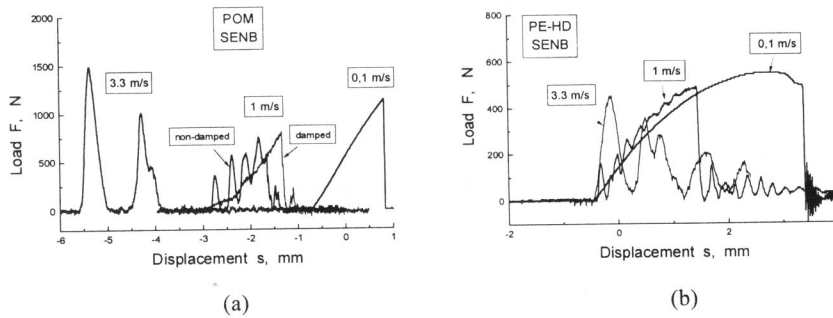 POM
SENB
2000
1500
1000
500
0
Load F, N
3.3 m/s
1 m/s
0,1 m/s
non-damped
damped
-6 -5 -4 -3 -2 -1 0 1
Displacement s, mm
(a)
PE-HD
SENB
800
600
400
200
0
Load F, N
0,1 m/s
1 m/s
3.3 m/s
-2 0 2
Displacement s, mm
(b)